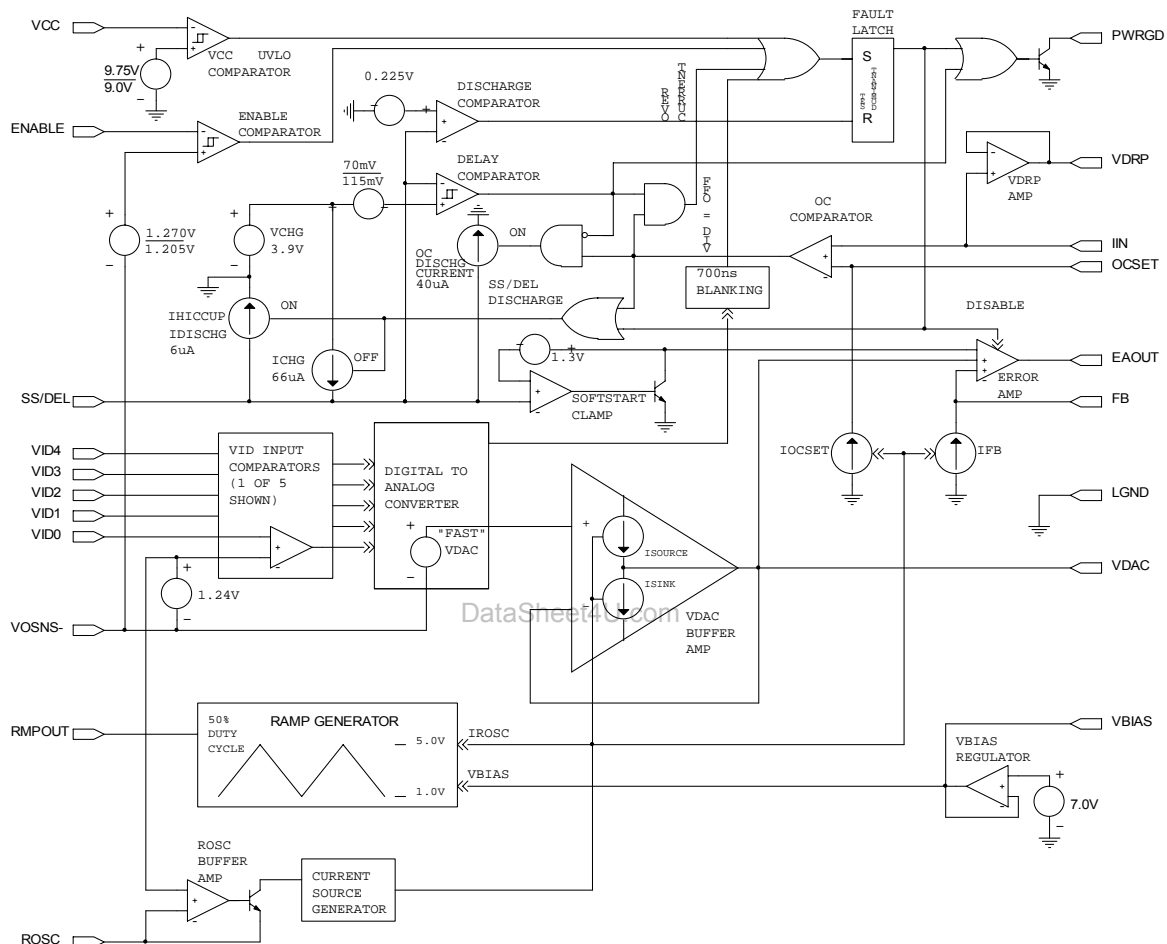 VCC
VCC UVLO
COMPARATOR
9.75V
9.0V
FAULT
LATCH
S
R
PWRGD
0.225V
DISCHARGE
COMPARATOR
ENABLE
ENABLE
COMPARATOR
70mV
115mV
DELAY
COMPARATOR
VDRP
VDRP
AMP
OC
COMPARATOR
VCHG
3.9V
1.270V
1.205V
ON
OC
DISCHG
CURRENT
40uA
IIN
OCSET
700ns
BLANKING
SS/DEL
DISCHARGE
DISABLE
ON
IHICCUP
IDISCHG
6uA
OFF
ICHG
66uA
1.3V
EAOUT
ERROR
AMP
SOFTSTART
CLAMP
SS/DEL
FB
IOCSET
IFB
VID4
VID3
VID2
VID1
VID0
VID INPUT
COMPARATORS
(1 OF 5
SHOWN)
DIGITAL TO
ANALOG
CONVERTER
"FAST"
VDAC
LGND
ISOURCE
ISINK
VDAC
1.24V
VDAC
BUFFER
AMP
DataSheet4U.com
VOSNS-
RMPOUT
50%
DUTY
CYCLE
RAMP GENERATOR
5.0V
1.0V
IROSC
VBIAS
VBIAS
VBIAS
REGULATOR
7.0V
ROSC
BUFFER
AMP
CURRENT
SOURCE
GENERATOR
ROSC